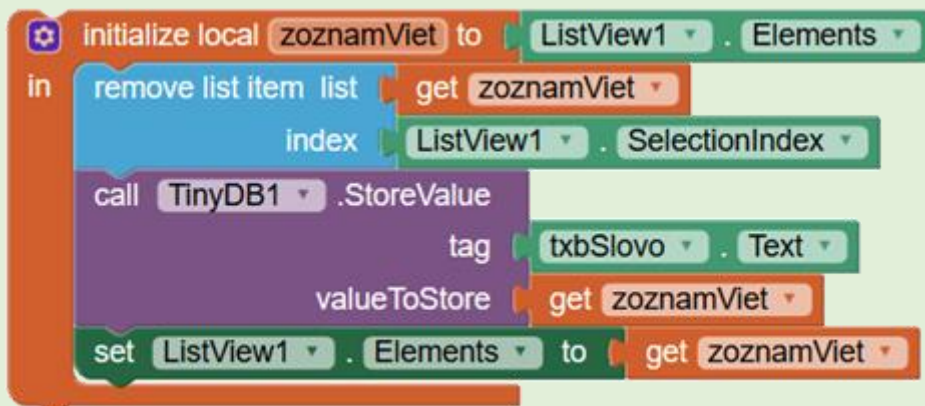 initialize local zoznamViet to ListView1 . Elements
in remove list item list get zoznamViet
index ListView1 . SelectionIndex
call TinyDB1 .StoreValue
tag txbSlovo . Text
valueToStore get zoznamViet
set ListView1 . Elements to get zoznamViet